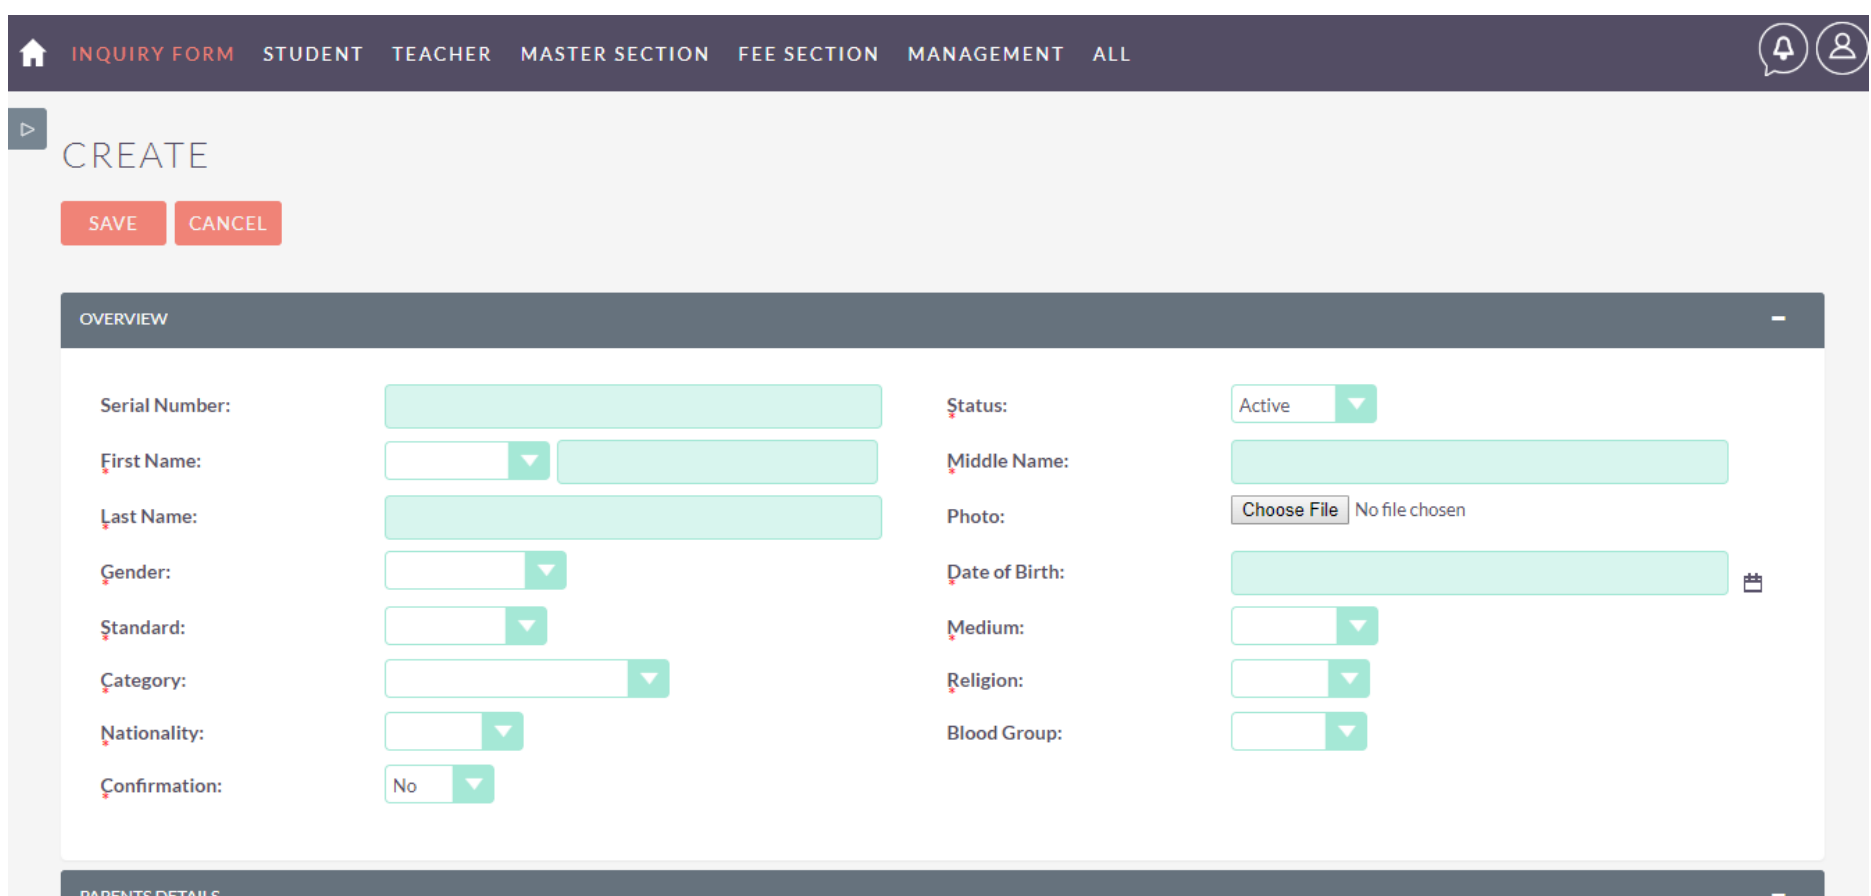 INQUIRY FORM STUDENT TEACHER MASTER SECTION FEE SECTION MANAGEMENT ALL
CREATE
SAVE CANCEL
OVERVIEW
Serial Number: Status: Active
First Name: * Middle Name: *
Last Name: * Photo: Choose File No file chosen
Gender: * Date of Birth: *
Standard: * Medium: *
Category: * Religion: *
Nationality: * Blood Group:
Confirmation: * No
PARENTS DETAILS